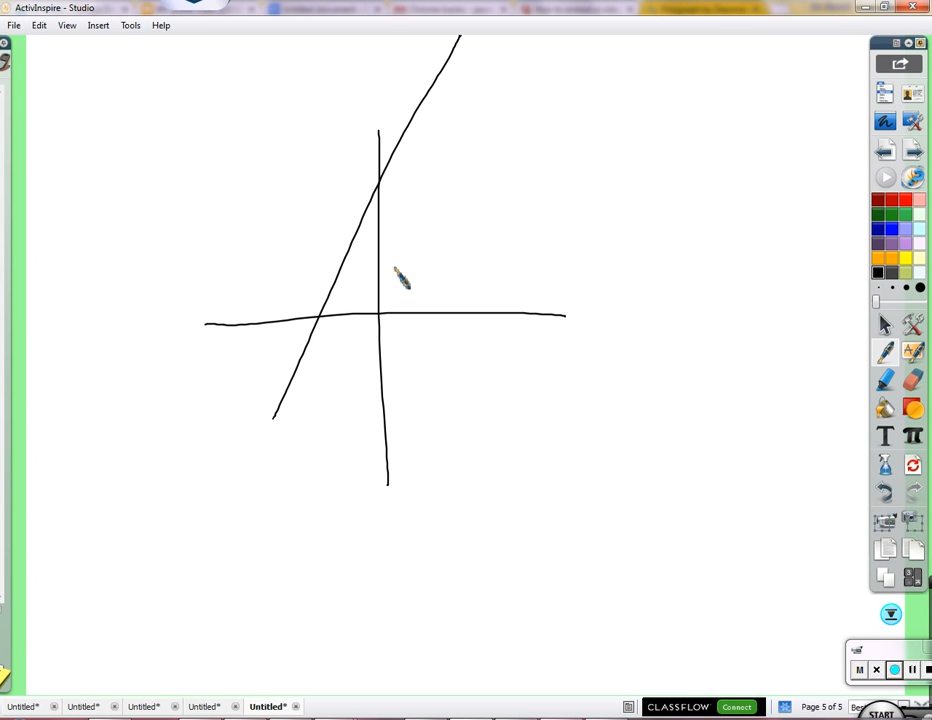 ActivInspire - Studio
File Edit View Insert Tools Help
T π
M
Untitled* Untitled* Untitled* Untitled* Untitled* CLASSFLOW Connect Page 5 of 5
START